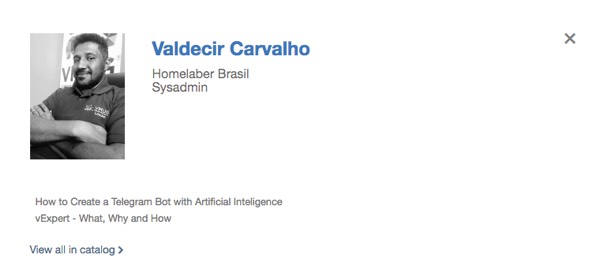 Valdecir Carvalho
Homelaber Brasil
Sysadmin
How to Create a Telegram Bot with Artificial Inteligence
vExpert - What, Why and How
View all in catalog